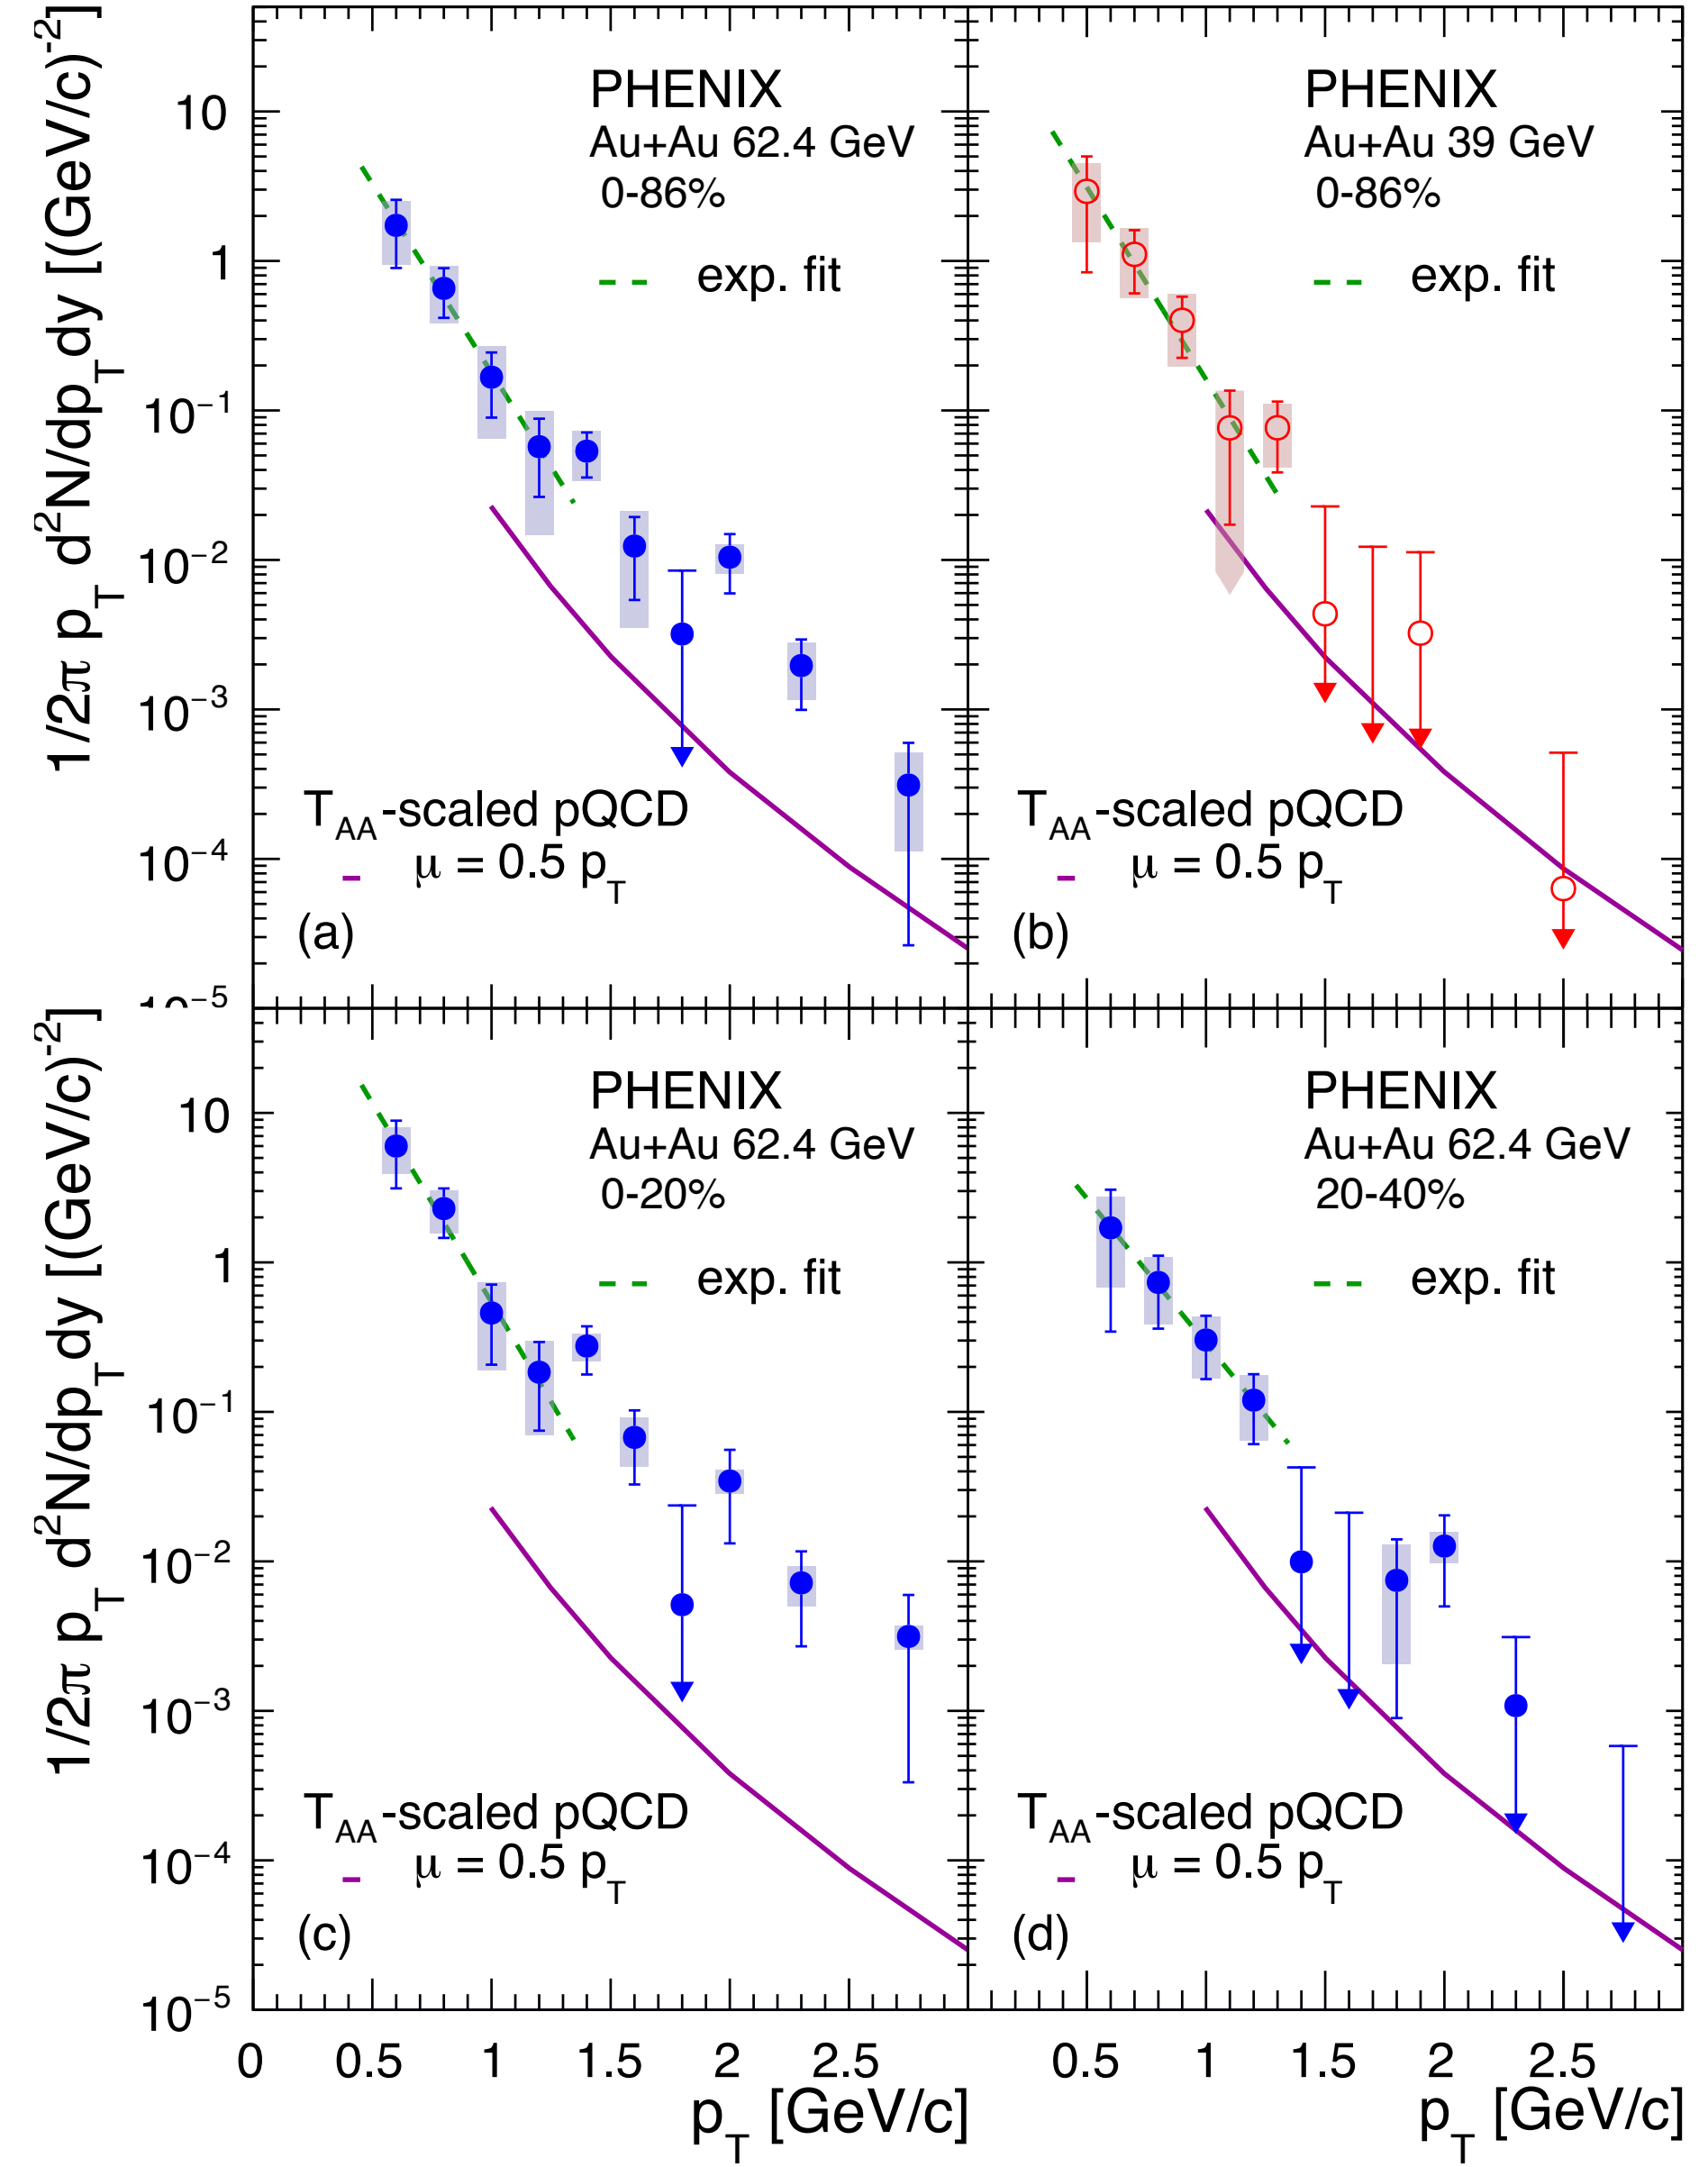 1/2π p_T d²N/dp_T dy [(GeV/c)⁻²]
10
1
10⁻¹
10⁻²
10⁻³
10⁻⁴
10⁻⁵
PHENIX
Au+Au 62.4 GeV
0-86%
exp. fit
T_AA-scaled pQCD
μ = 0.5 p_T
(a)
PHENIX
Au+Au 39 GeV
0-86%
exp. fit
T_AA-scaled pQCD
μ = 0.5 p_T
(b)
1/2π p_T d²N/dp_T dy [(GeV/c)⁻²]
10
1
10⁻¹
10⁻²
10⁻³
10⁻⁴
10⁻⁵
PHENIX
Au+Au 62.4 GeV
0-20%
exp. fit
T_AA-scaled pQCD
μ = 0.5 p_T
(c)
PHENIX
Au+Au 62.4 GeV
20-40%
exp. fit
T_AA-scaled pQCD
μ = 0.5 p_T
(d)
0 0.5 1 1.5 2 2.5
0.5 1 1.5 2 2.5
p_T [GeV/c]
p_T [GeV/c]